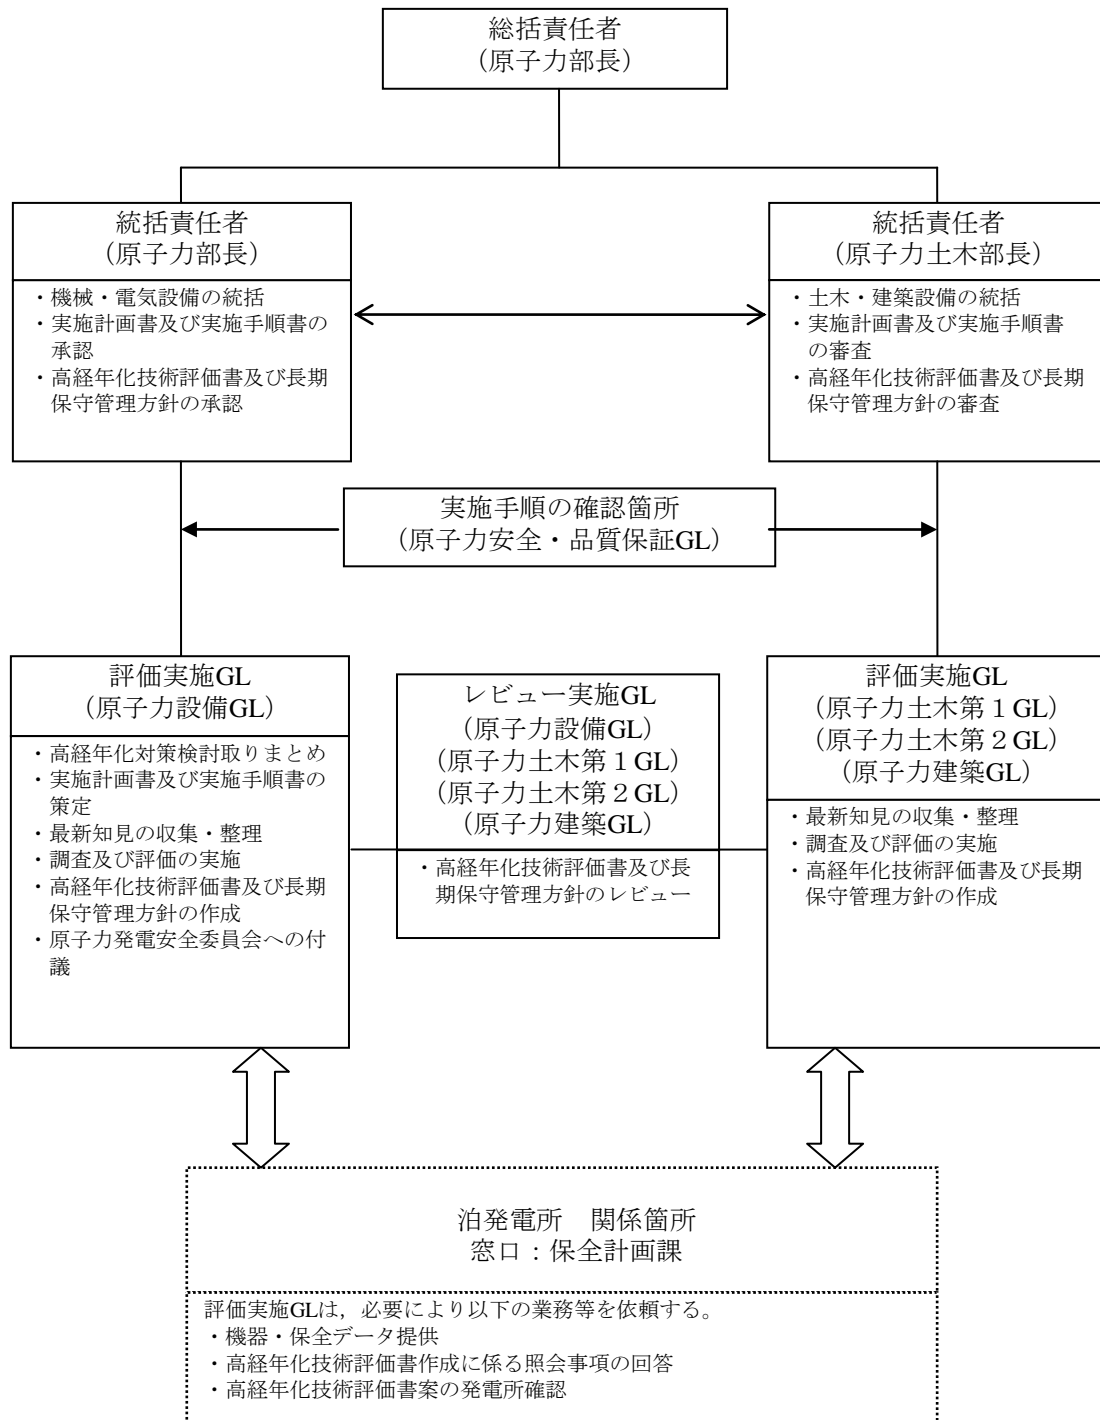 総括責任者
(原子力部長)
統括責任者
(原子力部長)
・機械・電気設備の統括
・実施計画書及び実施手順書の
承認
・高経年化技術評価書及び長期
保守管理方針の承認
統括責任者
(原子力土木部長)
・土木・建築設備の統括
・実施計画書及び実施手順書
の審査
・高経年化技術評価書及び長期
保守管理方針の審査
実施手順の確認箇所
(原子力安全・品質保証GL)
評価実施GL
(原子力設備GL)
・高経年化対策検討取りまとめ
・実施計画書及び実施手順書の
策定
・最新知見の収集・整理
・調査及び評価の実施
・高経年化技術評価書及び長期
保守管理方針の作成
・原子力発電安全委員会への付
議
レビュー実施GL
(原子力設備GL)
(原子力土木第１GL)
(原子力土木第２GL)
(原子力建築GL)
・高経年化技術評価書及び長
期保守管理方針のレビュー
評価実施GL
(原子力土木第１GL)
(原子力土木第２GL)
(原子力建築GL)
・最新知見の収集・整理
・調査及び評価の実施
・高経年化技術評価書及び長期
保守管理方針の作成
泊発電所　関係箇所
窓口：保全計画課
評価実施GLは，必要により以下の業務等を依頼する。
・機器・保全データ提供
・高経年化技術評価書作成に係る照会事項の回答
・高経年化技術評価書案の発電所確認